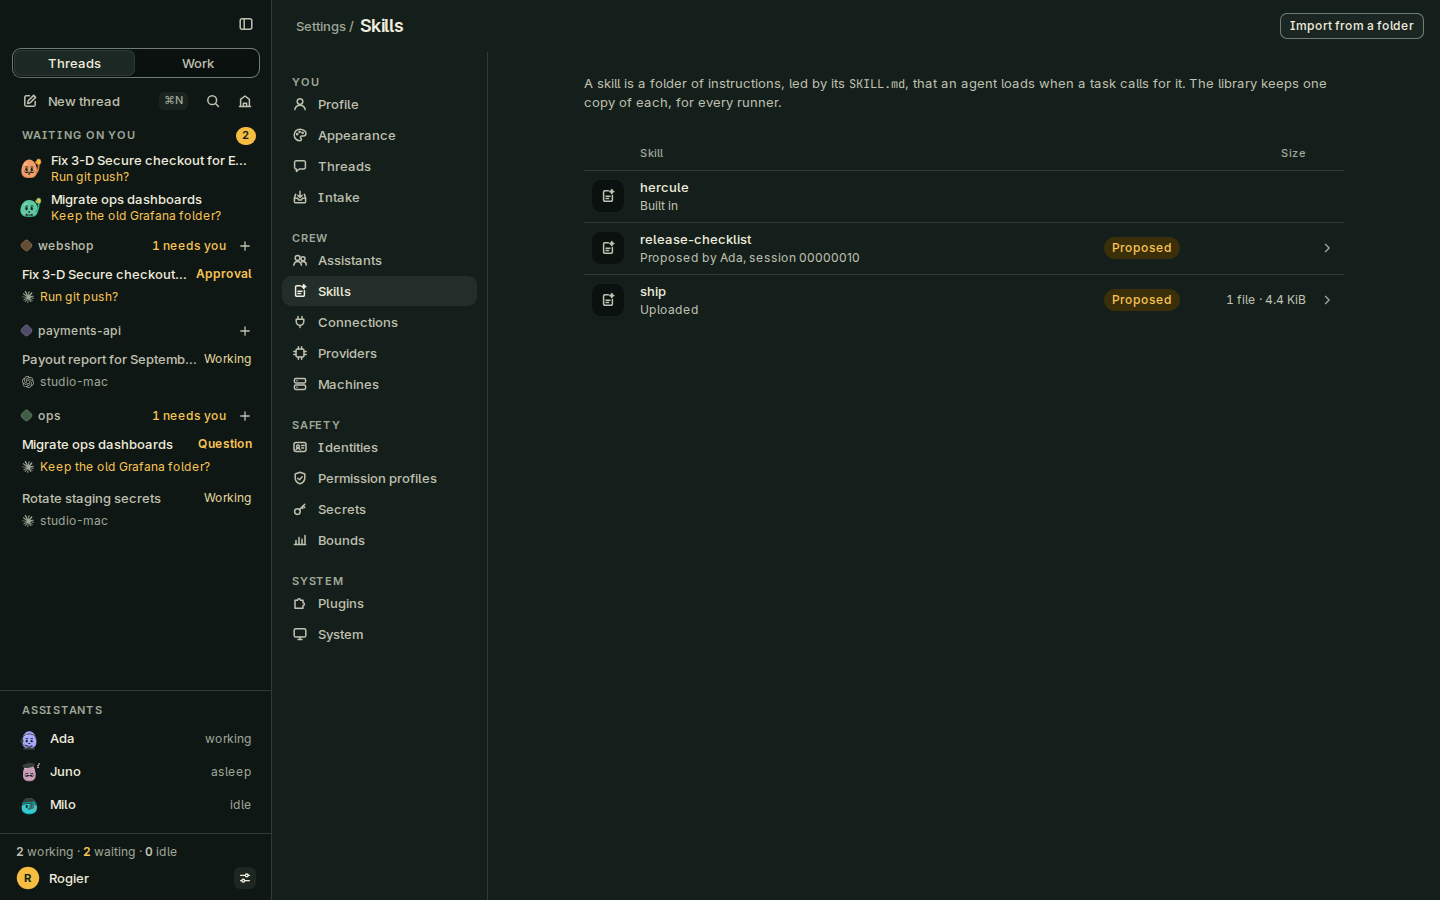 Threads
Work
New thread
⌘N
WAITING ON YOU
2
Fix 3-D Secure checkout for E...
Run git push?
Migrate ops dashboards
Keep the old Grafana folder?
webshop
1 needs you
Fix 3-D Secure checkout...
Approval
Run git push?
payments-api
Payout report for Septemb...
Working
studio-mac
ops
1 needs you
Migrate ops dashboards
Question
Keep the old Grafana folder?
Rotate staging secrets
Working
studio-mac
ASSISTANTS
Ada
working
Juno
asleep
Milo
idle
2 working · 2 waiting · 0 idle
R
Rogier
Settings / Skills
Import from a folder
YOU
Profile
Appearance
Threads
Intake
CREW
Assistants
Skills
Connections
Providers
Machines
SAFETY
Identities
Permission profiles
Secrets
Bounds
SYSTEM
Plugins
System
A skill is a folder of instructions, led by its SKILL.md, that an agent loads when a task calls for it. The library keeps one
copy of each, for every runner.
Skill
Size
hercule
Built in
release-checklist
Proposed by Ada, session 00000010
Proposed
ship
Uploaded
Proposed
1 file · 4.4 KiB